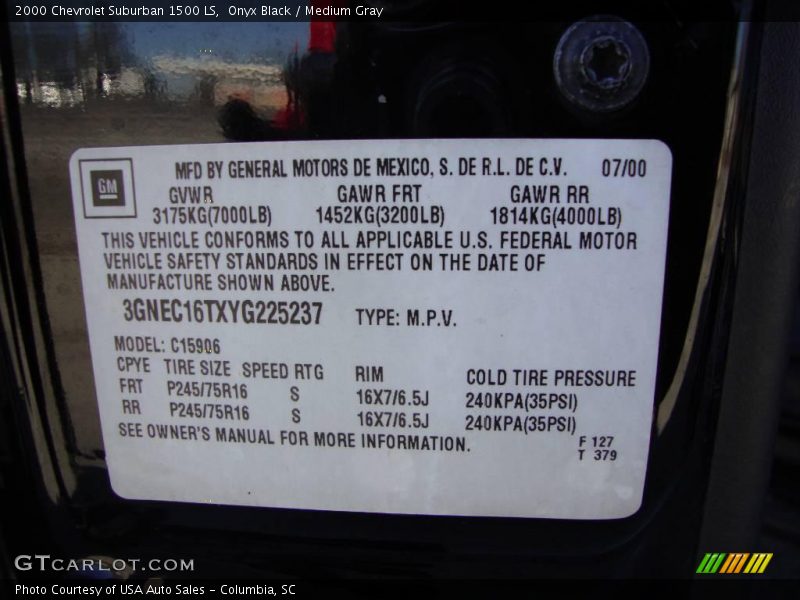 2000 Chevrolet Suburban 1500 LS, Onyx Black / Medium Gray
GM
MFD BY GENERAL MOTORS DE MEXICO, S. DE R.L. DE C.V. 07/00
GVWR GAWR FRT GAWR RR
3175KG(7000LB) 1452KG(3200LB) 1814KG(4000LB)
THIS VEHICLE CONFORMS TO ALL APPLICABLE U.S. FEDERAL MOTOR
VEHICLE SAFETY STANDARDS IN EFFECT ON THE DATE OF
MANUFACTURE SHOWN ABOVE.
3GNEC16TXYG225237 TYPE: M.P.V.
MODEL: C15906
CPYE TIRE SIZE SPEED RTG RIM COLD TIRE PRESSURE
FRT P245/75R16 S 16X7/6.5J 240KPA(35PSI)
RR P245/75R16 S 16X7/6.5J 240KPA(35PSI)
SEE OWNER'S MANUAL FOR MORE INFORMATION.
F 127
T 379
GTcarlot.com
Photo Courtesy of USA Auto Sales - Columbia, SC